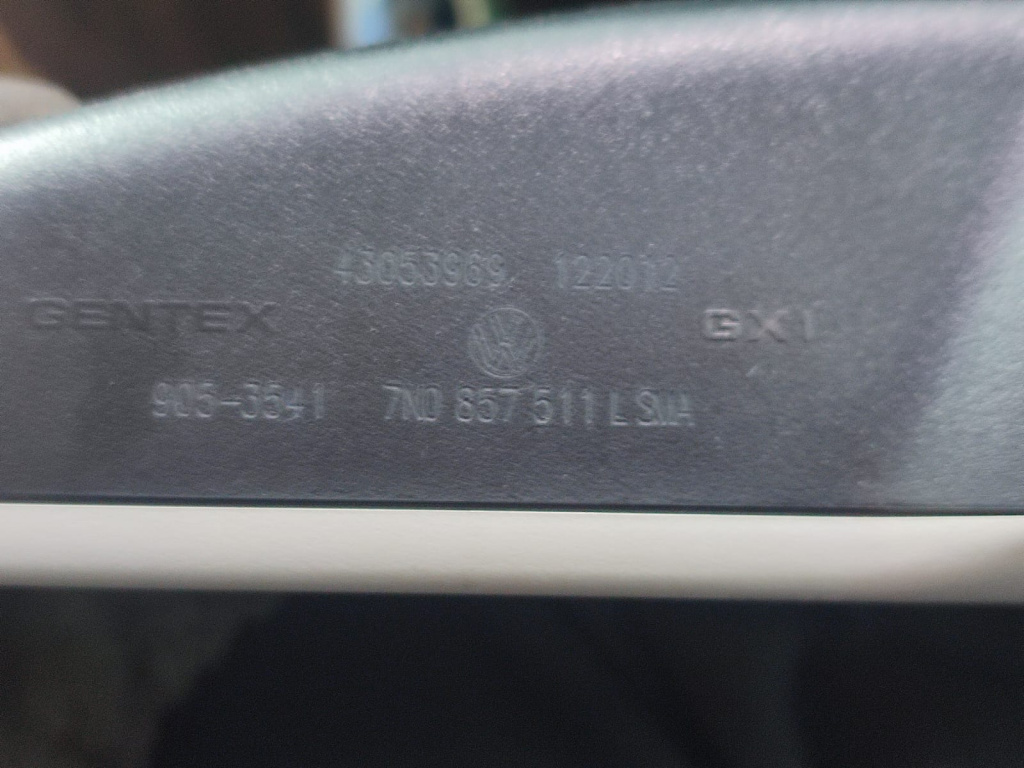 43053969 122012
GENTEX GX1
905-3541 7N0 857 511 L SMA